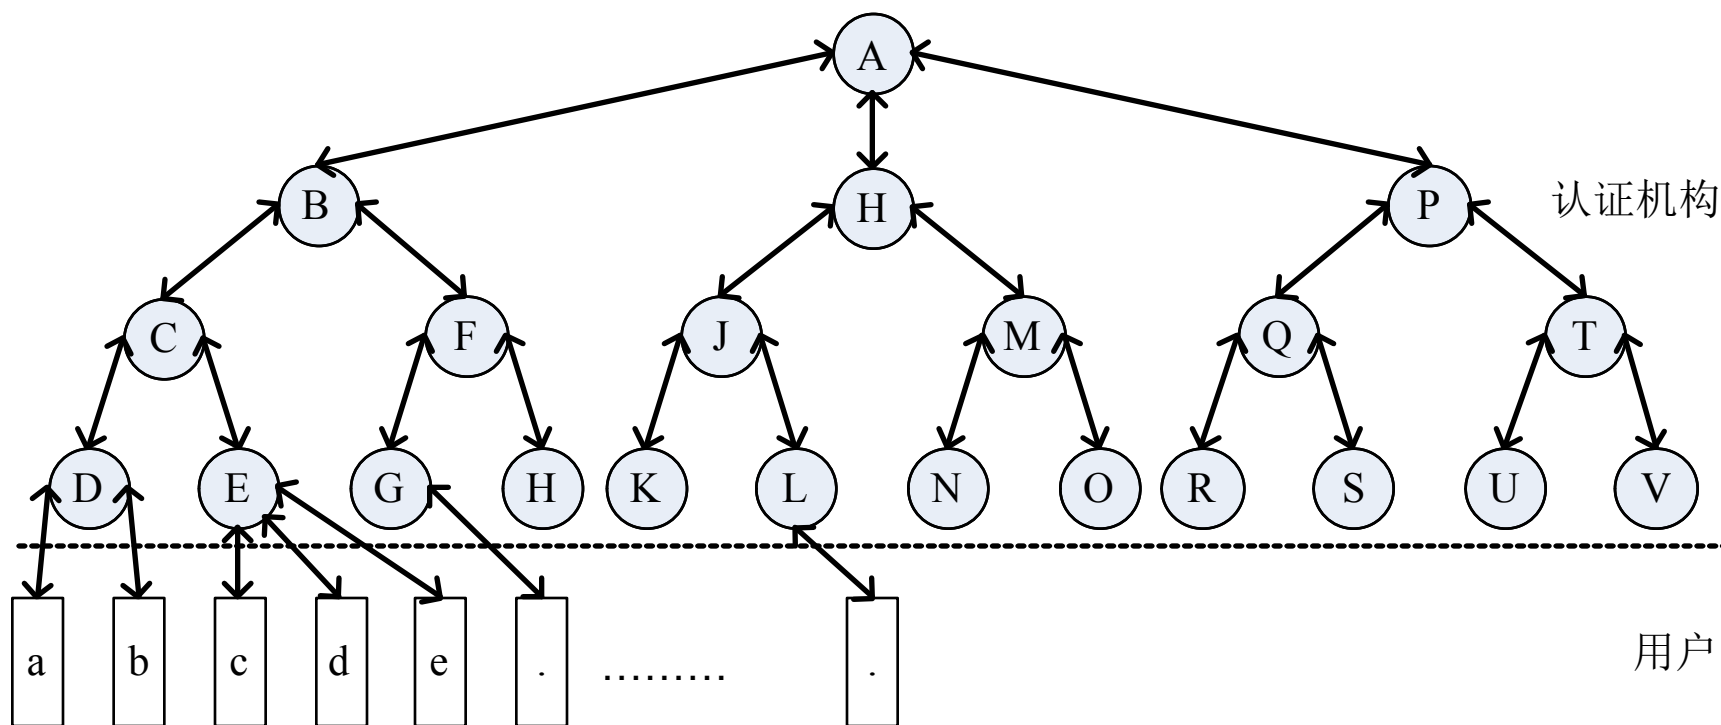 A
B H P 认证机构
C F J M Q T
D E G H K L N O R S U V
a b c d e . ......... . 用户